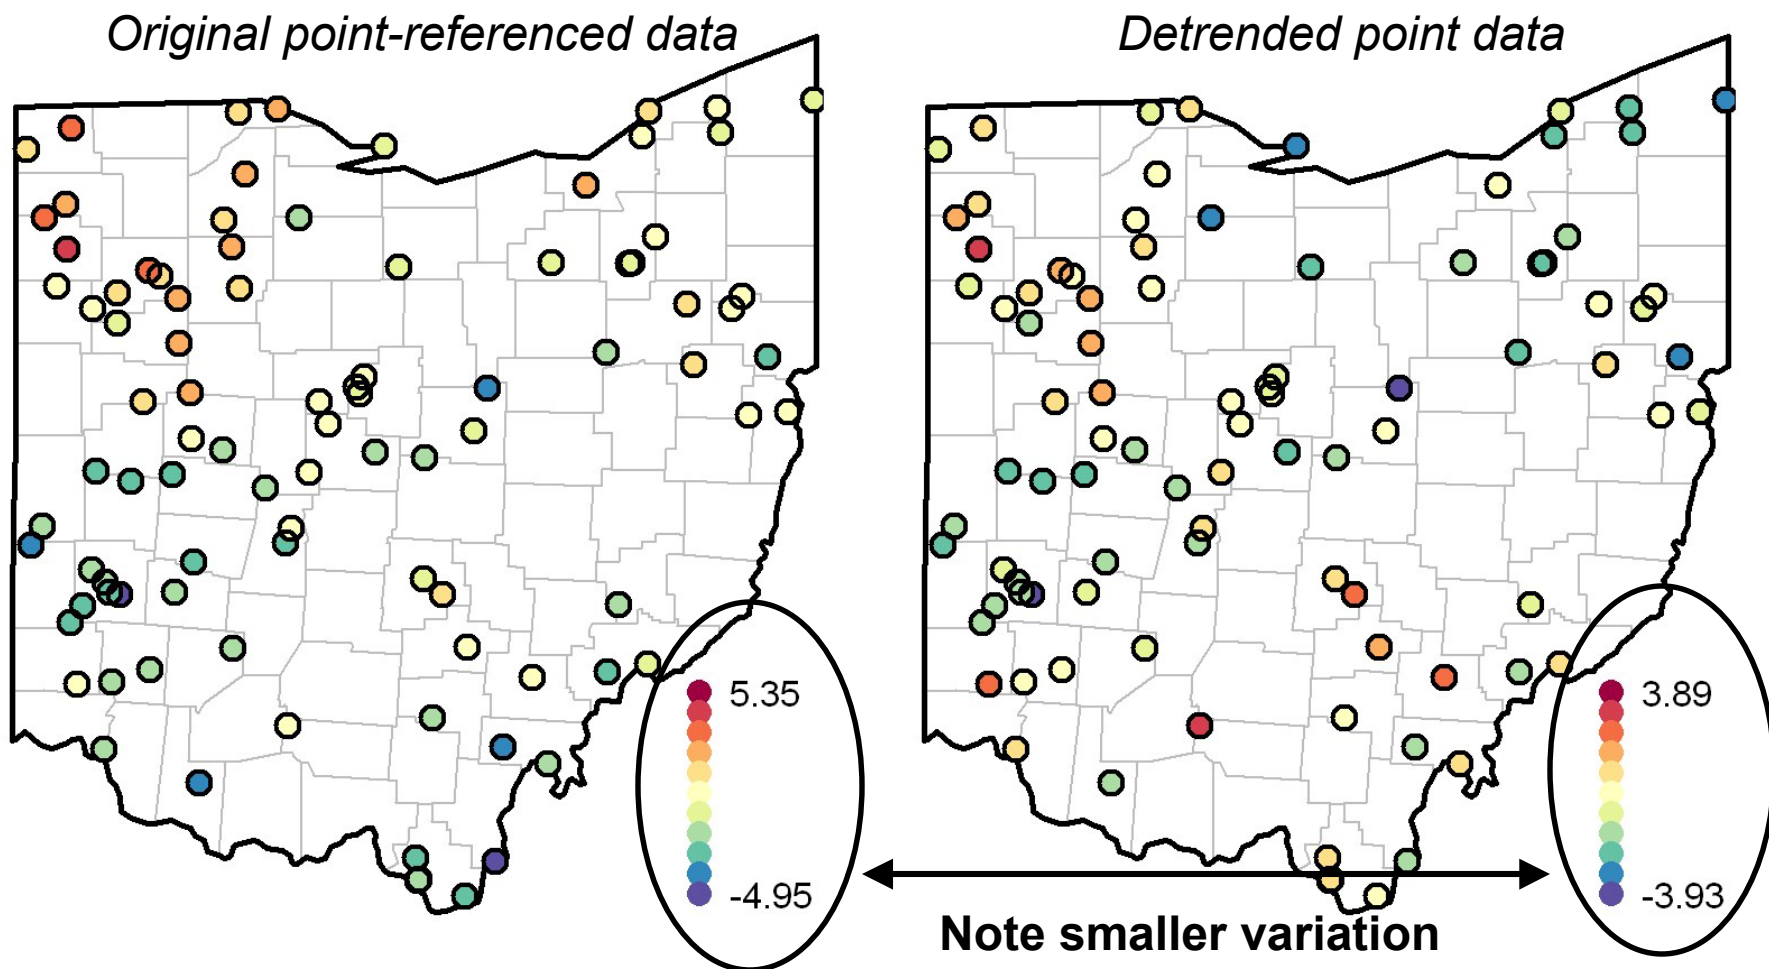 Original point-referenced data
Detrended point data
5.35
-4.95
3.89
-3.93
Note smaller variation